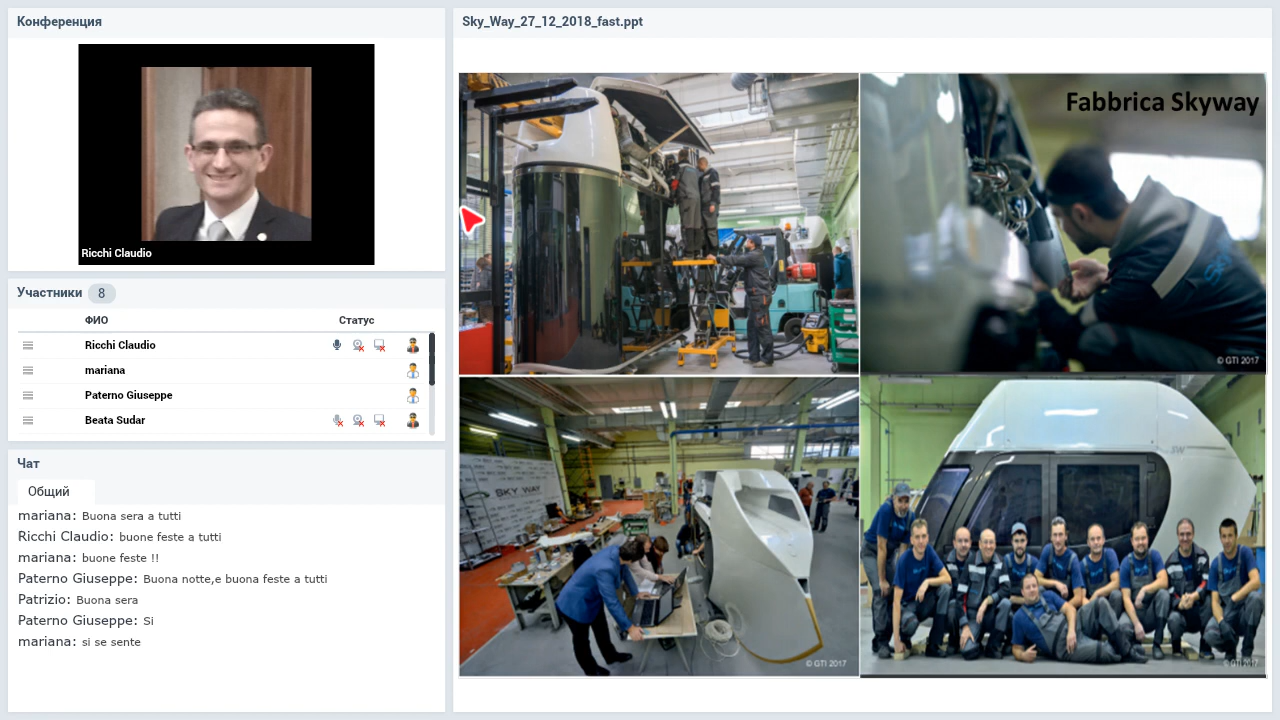 Конференция
Ricchi Claudio
Участники 8
ФИО Статус
Ricchi Claudio
mariana
Paterno Giuseppe
Beata Sudar
Чат
Общий
mariana: Buona sera a tutti
Ricchi Claudio: buone feste a tutti
mariana: buone feste !!
Paterno Giuseppe: Buona notte,e buona feste a tutti
Patrizio: Buona sera
Paterno Giuseppe: Si
mariana: si se sente
Sky_Way_27_12_2018_fast.ppt
Fabbrica Skyway
© GTI 2017
SKY WAY
© GTI 2017
© GTI 2017